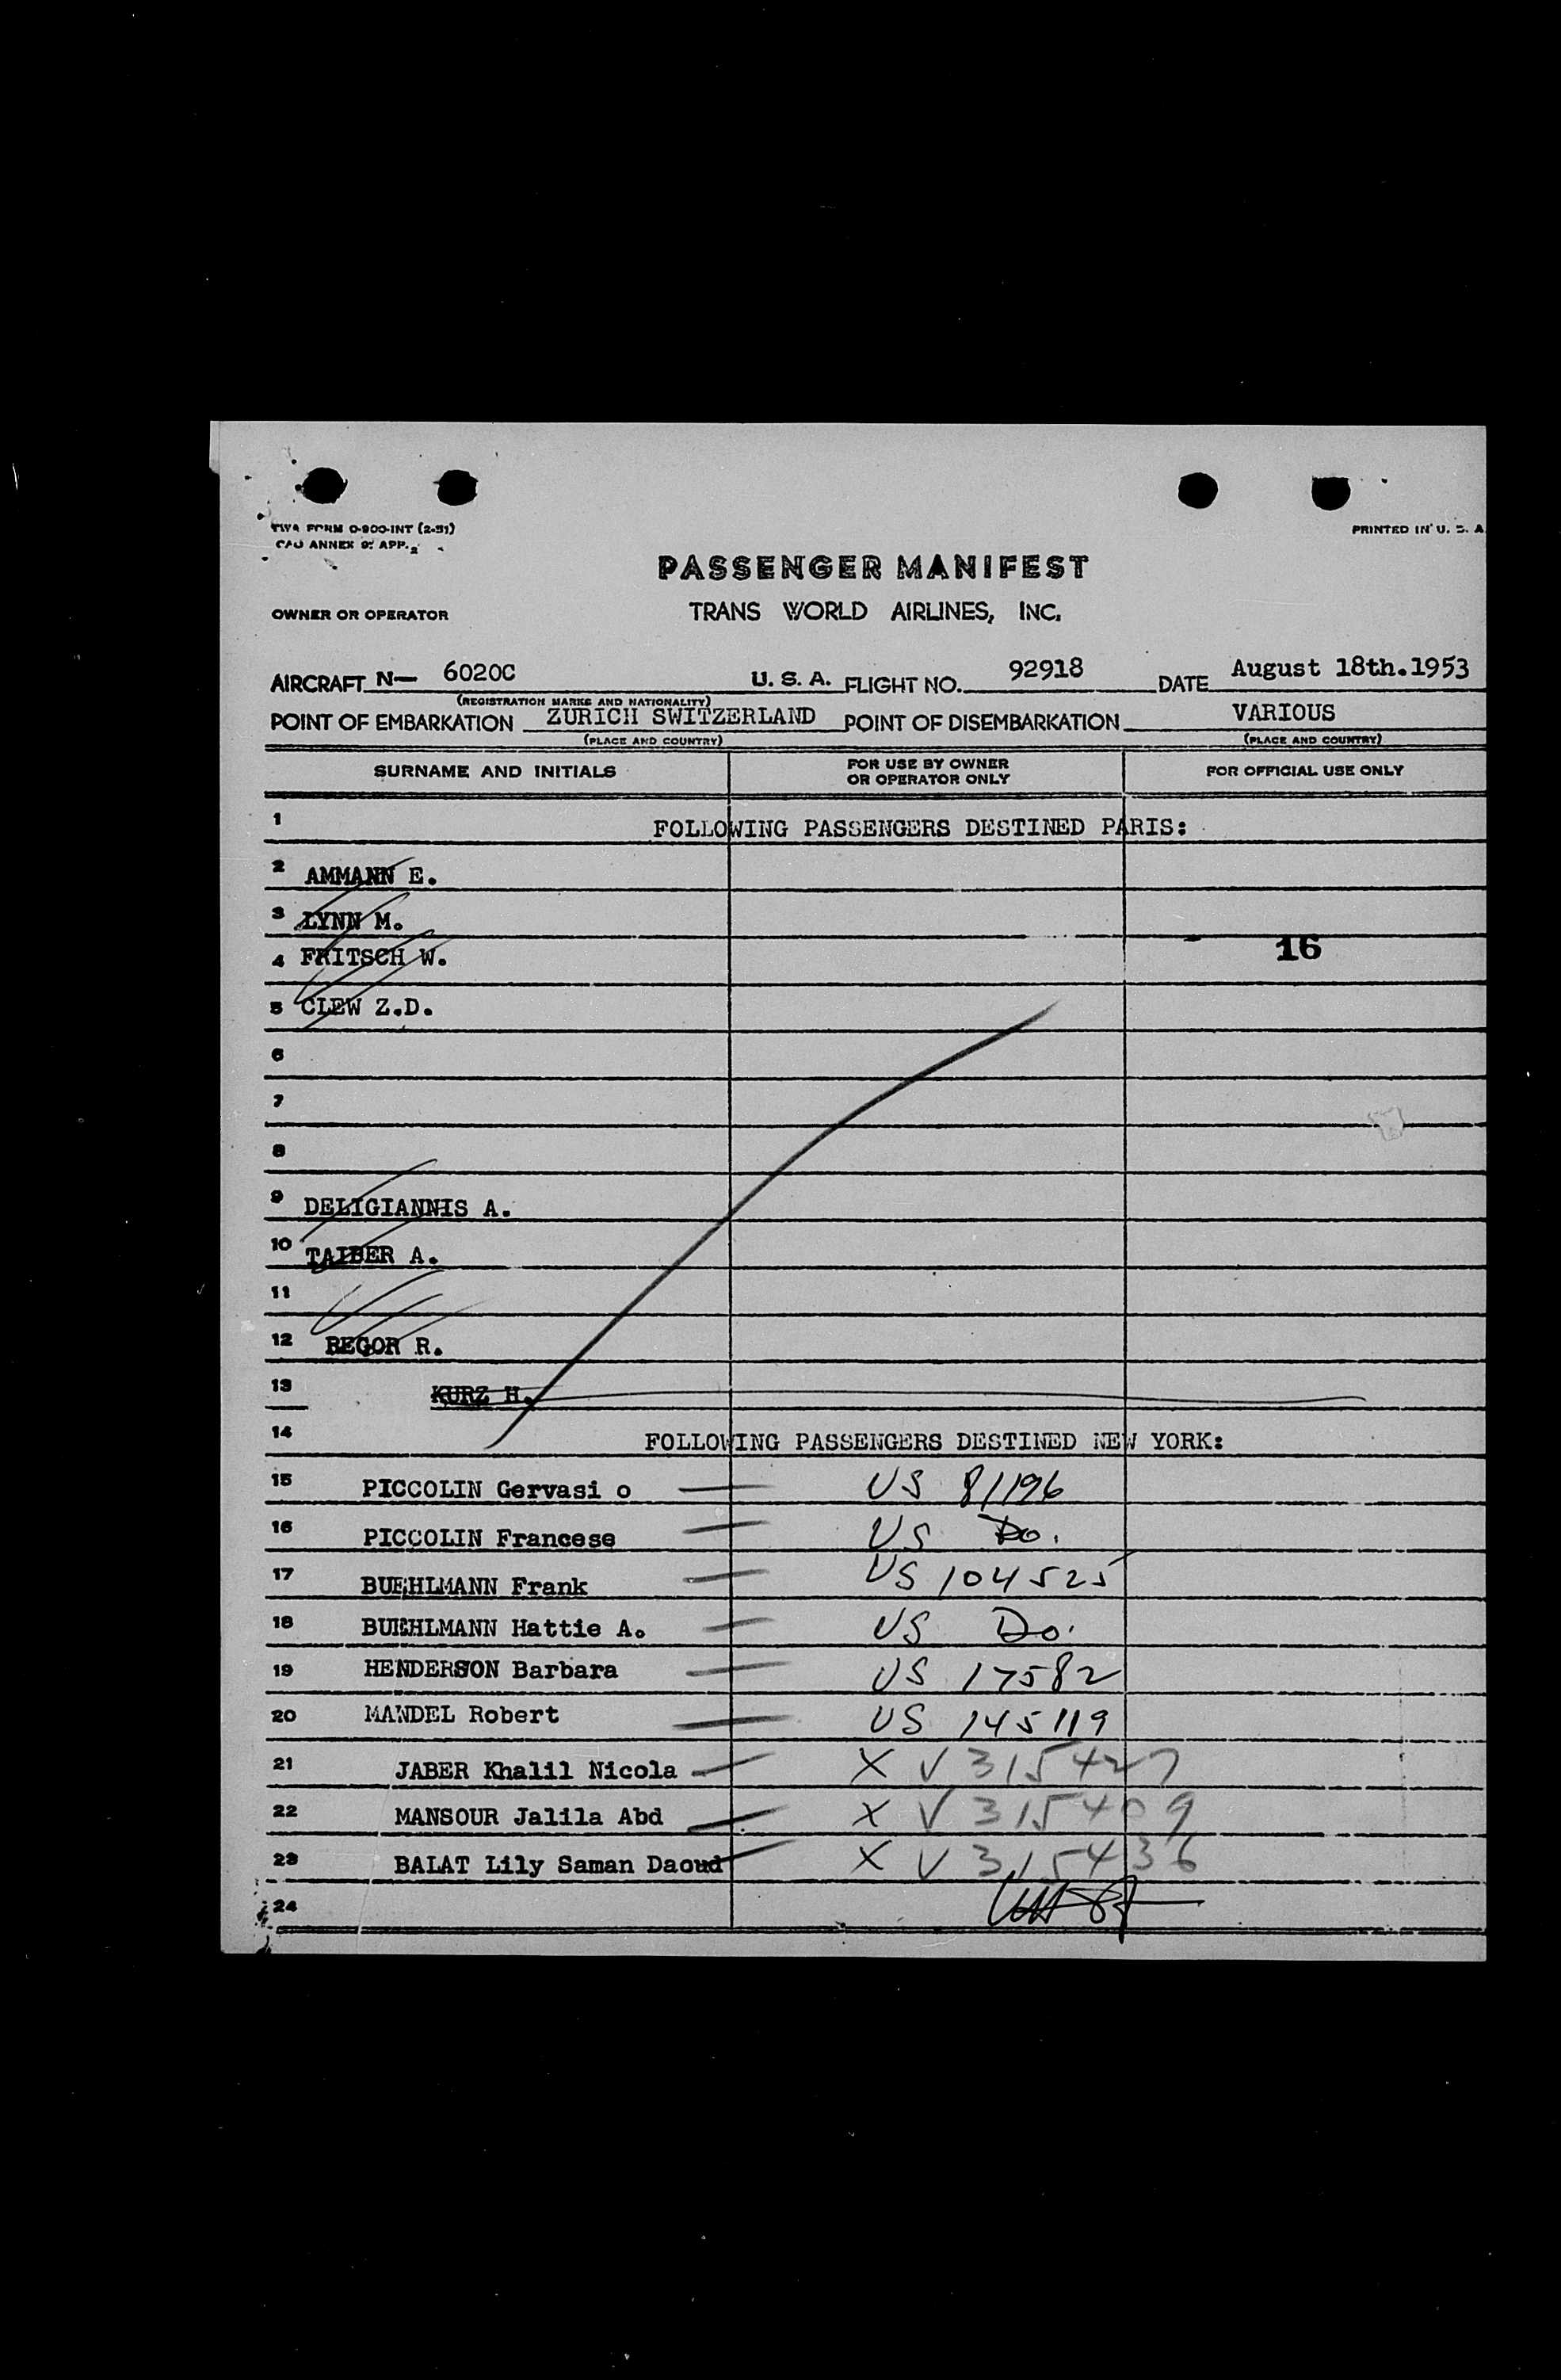 TWA FORM O-900-INT (2-51)
PRINTED IN U. S. A
ICAO ANNEX 9: APP. 2
PASSENGER MANIFEST
OWNER OR OPERATOR TRANS WORLD AIRLINES, INC.
AIRCRAFT N— 6020C U. S. A. FLIGHT NO. 92918 DATE August 18th.1953
(REGISTRATION MARKS AND NATIONALITY)
POINT OF EMBARKATION ZURICH SWITZERLAND POINT OF DISEMBARKATION VARIOUS
(PLACE AND COUNTRY) (PLACE AND COUNTRY)
SURNAME AND INITIALS FOR USE BY OWNER OR OPERATOR ONLY FOR OFFICIAL USE ONLY
1 FOLLOWING PASSENGERS DESTINED PARIS:
2 AMMANN E.
3 LYNN M.
4 FRITSCH W. 16
5 CLEW Z.D.
6
7
8
9 DELIGIANNIS A.
10 TAIBER A.
11
12 BEGOR R.
13 KURZ H.
14 FOLLOWING PASSENGERS DESTINED NEW YORK:
15 PICCOLIN Gervasi o US 81196
16 PICCOLIN Francese US Do.
17 BUEHLMANN Frank US 104525
18 BUEHLMANN Hattie A. US Do.
19 HENDERSON Barbara US 17582
20 MANDEL Robert US 145119
21 JABER Khalil Nicola X V 315427
22 MANSOUR Jalila Abd X V 315409
23 BALAT Lily Saman Daoud X V 315436
24